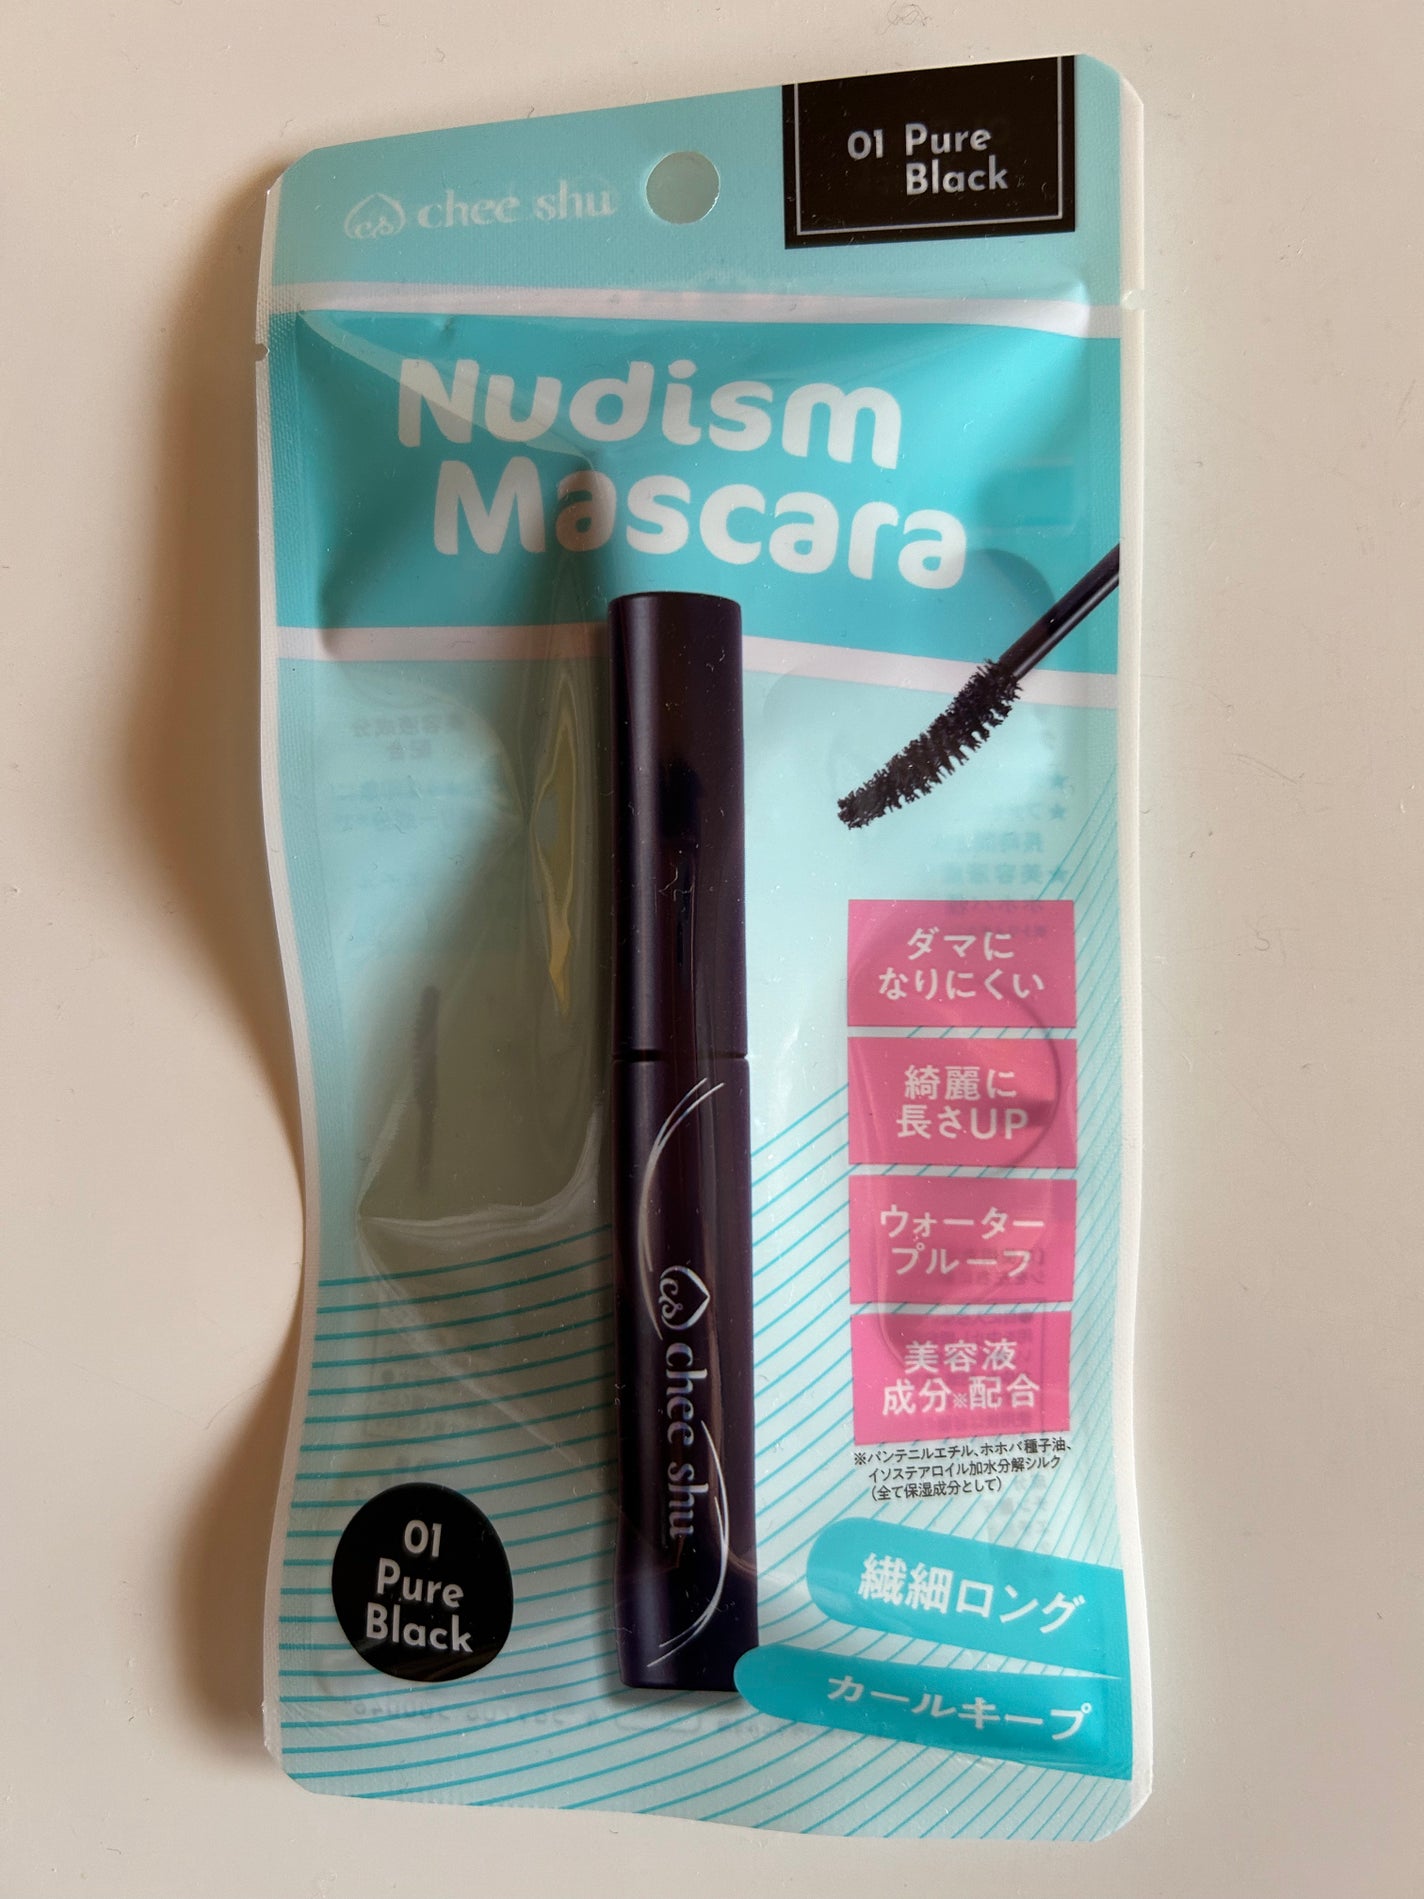 chee shu
01 Pure
Black
Nudism
Mascara
ダマに
なりにくい
綺麗に
長さUP
ウォーター
プルーフ
美容液
成分※配合
※パンテニルエチル、ホホバ種子油、
イソステアロイル加水分解シルク
(全て保湿成分として)
cs chee shu
01
Pure
Black
繊細ロング
カールキープ